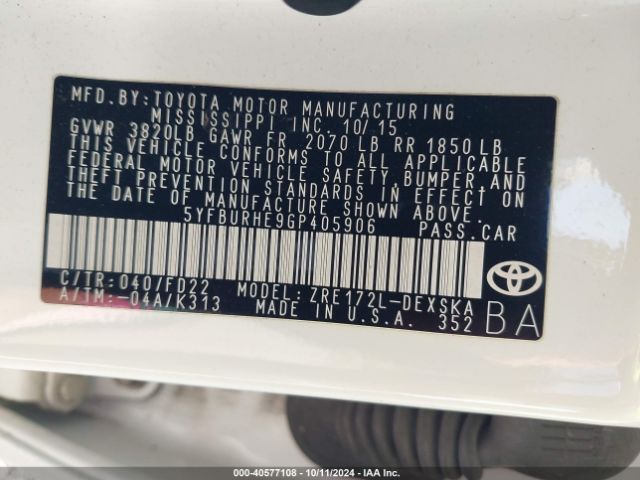 MFD. BY: TOYOTA MOTOR MANUFACTURING
MISSISSIPPI INC. 10/15
GVWR 3820LB GAWR FR 2070 LB RR 1850 LB
THIS VEHICLE CONFORMS TO ALL APPLICABLE
FEDERAL MOTOR VEHICLE SAFETY, BUMPER, AND
THEFT PREVENTION STANDARDS IN EFFECT ON
THE DATE OF MANUFACTURE SHOWN ABOVE.
5YFBURHE9GP405906 PASS. CAR
C/TR: 040/FD22 MODEL: ZRE172L-DEXSKA
A/TM: -04A/K313 MADE IN U.S.A. 352
BA
000-40577108 - 10/11/2024 - IAA Inc.